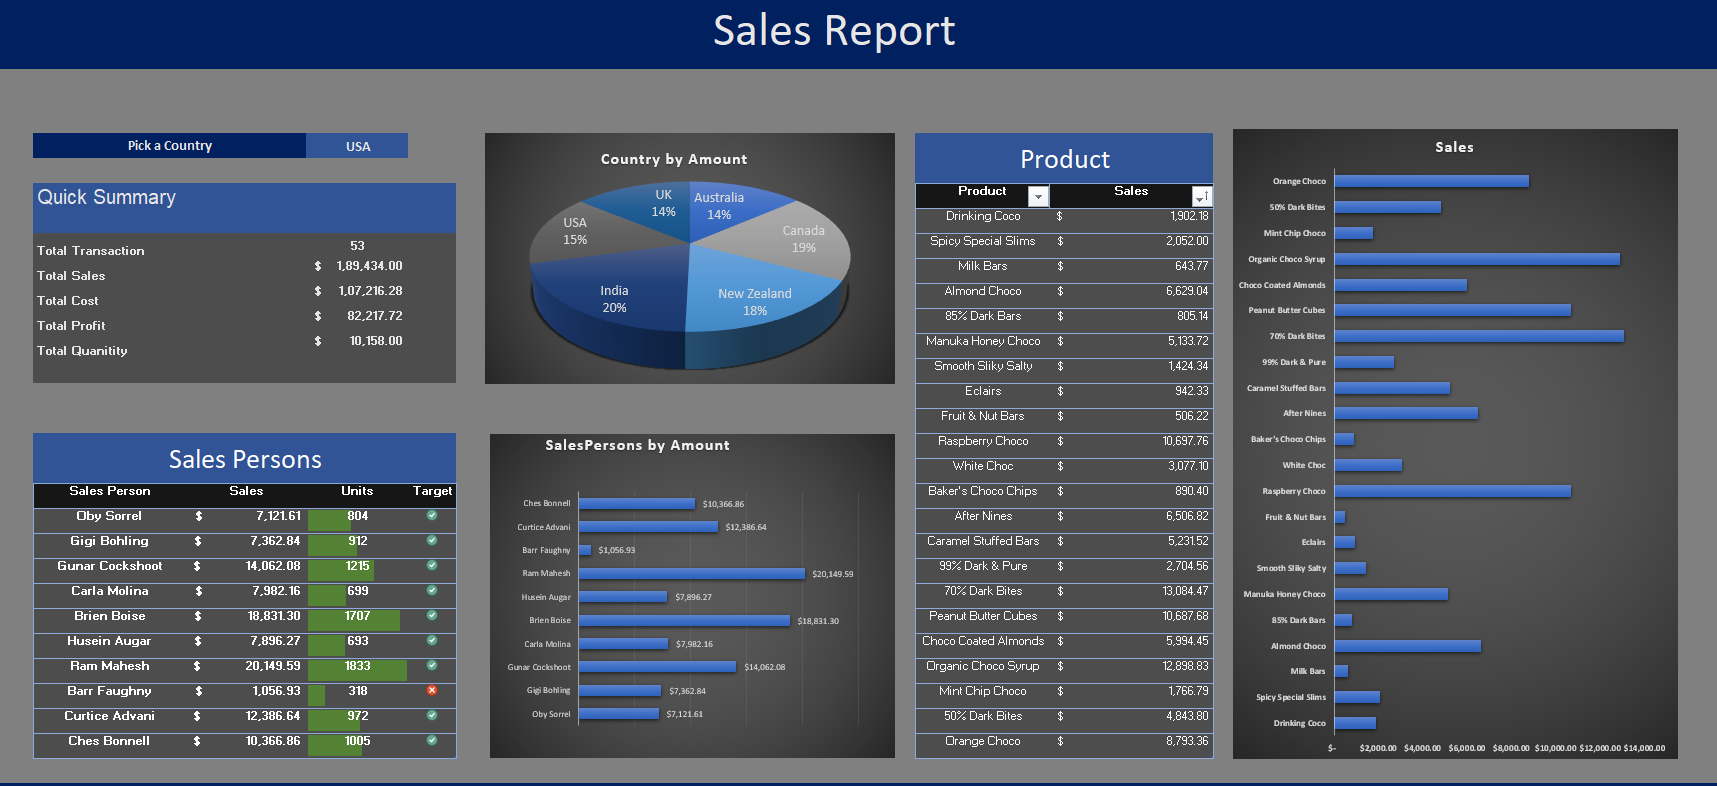 Sales Report
Pick a Country USA
Quick Summary
Total Transaction 53
Total Sales $ 1,89,434.00
Total Cost $ 1,07,216.28
Total Profit $ 82,217.72
Total Quanitity $ 10,158.00
Country by Amount
UK
14%
Australia
14%
USA
15%
Canada
19%
India
20%
New Zealand
18%
Sales Persons
Sales Person Sales Units Target
Oby Sorrel $ 7,121.61 804
Gigi Bohling $ 7,362.84 912
Gunar Cockshoot $ 14,062.08 1215
Carla Molina $ 7,982.16 699
Brien Boise $ 18,831.30 1707
Husein Augar $ 7,896.27 693
Ram Mahesh $ 20,149.59 1833
Barr Faughny $ 1,056.93 318
Curtice Advani $ 12,386.64 972
Ches Bonnell $ 10,366.86 1005
SalesPersons by Amount
Ches Bonnell $10,366.86
Curtice Advani $12,386.64
Barr Faughny $1,056.93
Ram Mahesh $20,149.59
Husein Augar $7,896.27
Brien Boise $18,831.30
Carla Molina $7,982.16
Gunar Cockshoot $14,062.08
Gigi Bohling $7,362.84
Oby Sorrel $7,121.61
Product
Product Sales
Drinking Coco $ 1,902.18
Spicy Special Slims $ 2,052.00
Milk Bars $ 643.77
Almond Choco $ 6,629.04
85% Dark Bars $ 805.14
Manuka Honey Choco $ 5,133.72
Smooth Sliky Salty $ 1,424.34
Eclairs $ 942.33
Fruit & Nut Bars $ 506.22
Raspberry Choco $ 10,697.76
White Choc $ 3,077.10
Baker's Choco Chips $ 890.40
After Nines $ 6,506.82
Caramel Stuffed Bars $ 5,231.52
99% Dark & Pure $ 2,704.56
70% Dark Bites $ 13,084.47
Peanut Butter Cubes $ 10,687.68
Choco Coated Almonds $ 5,994.45
Organic Choco Syrup $ 12,898.83
Mint Chip Choco $ 1,766.79
50% Dark Bites $ 4,843.80
Orange Choco $ 8,793.36
Sales
Orange Choco
50% Dark Bites
Mint Chip Choco
Organic Choco Syrup
Choco Coated Almonds
Peanut Butter Cubes
70% Dark Bites
99% Dark & Pure
Caramel Stuffed Bars
After Nines
Baker's Choco Chips
White Choc
Raspberry Choco
Fruit & Nut Bars
Eclairs
Smooth Sliky Salty
Manuka Honey Choco
85% Dark Bars
Almond Choco
Milk Bars
Spicy Special Slims
Drinking Coco
$- $2,000.00 $4,000.00 $6,000.00 $8,000.00 $10,000.00 $12,000.00 $14,000.00